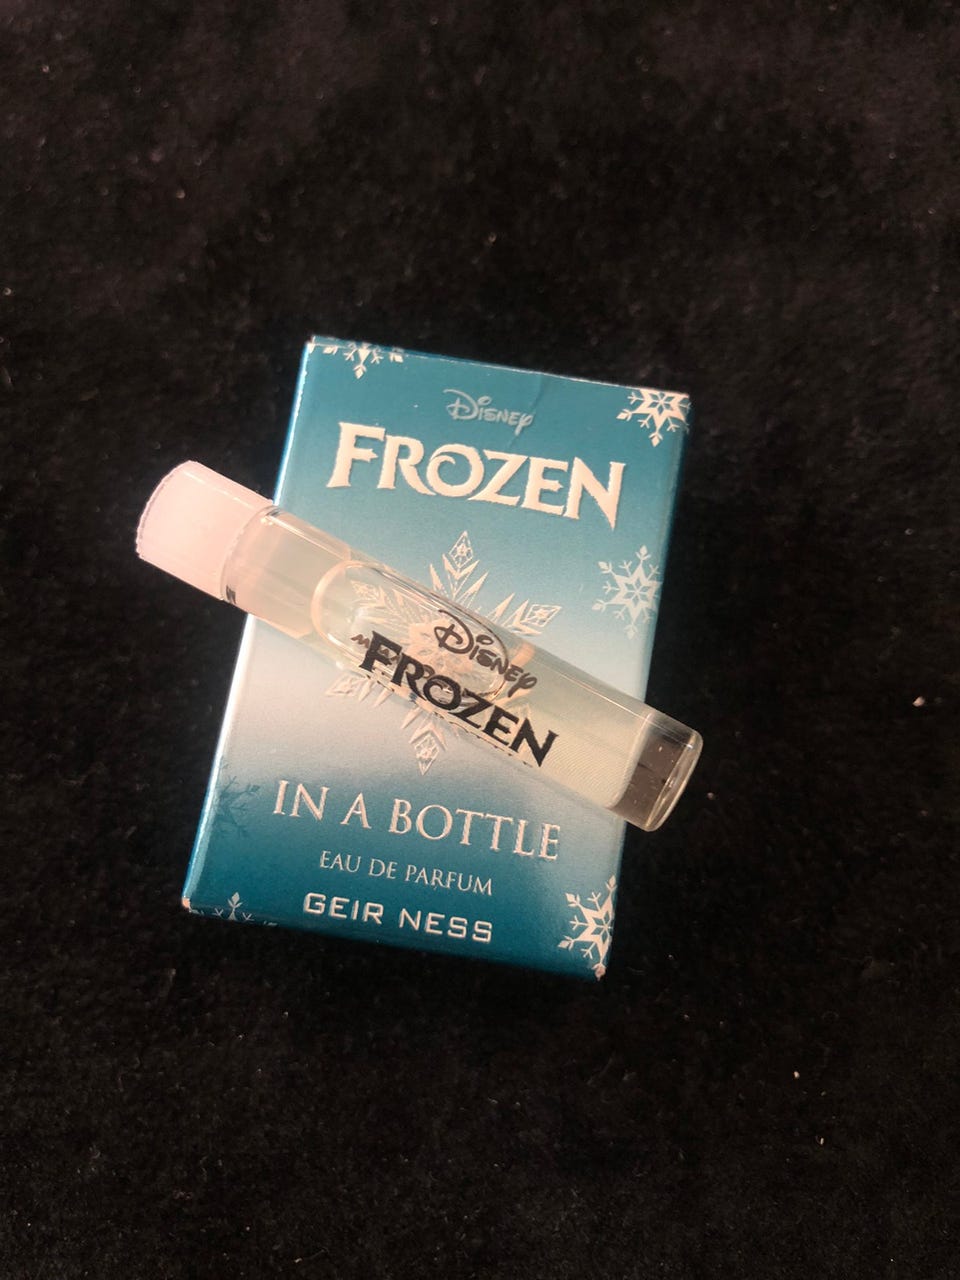 Disney
FROZEN
Disney
FROZEN
IN A BOTTLE
EAU DE PARFUM
GEIR NESS